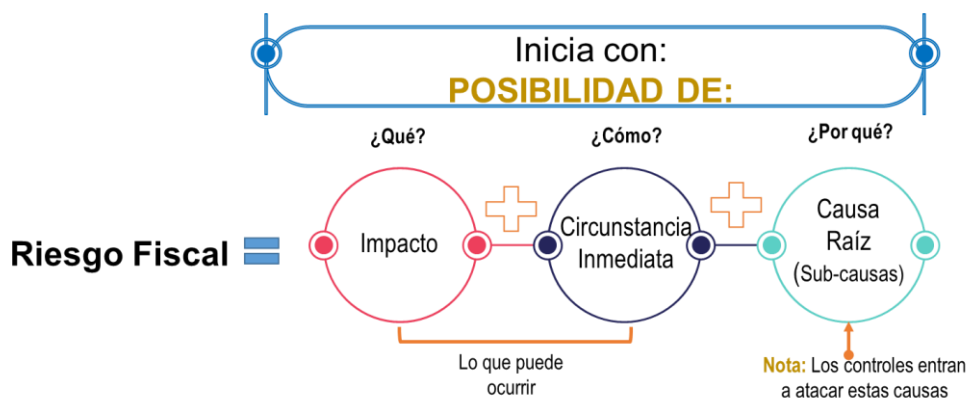 Inicia con:
POSIBILIDAD DE:
¿Qué?
¿Cómo?
¿Por qué?
Riesgo Fiscal
Impacto
Circunstancia
Inmediata
Causa
Raíz
(Sub-causas)
Lo que puede
ocurrir
Nota: Los controles entran
a atacar estas causas